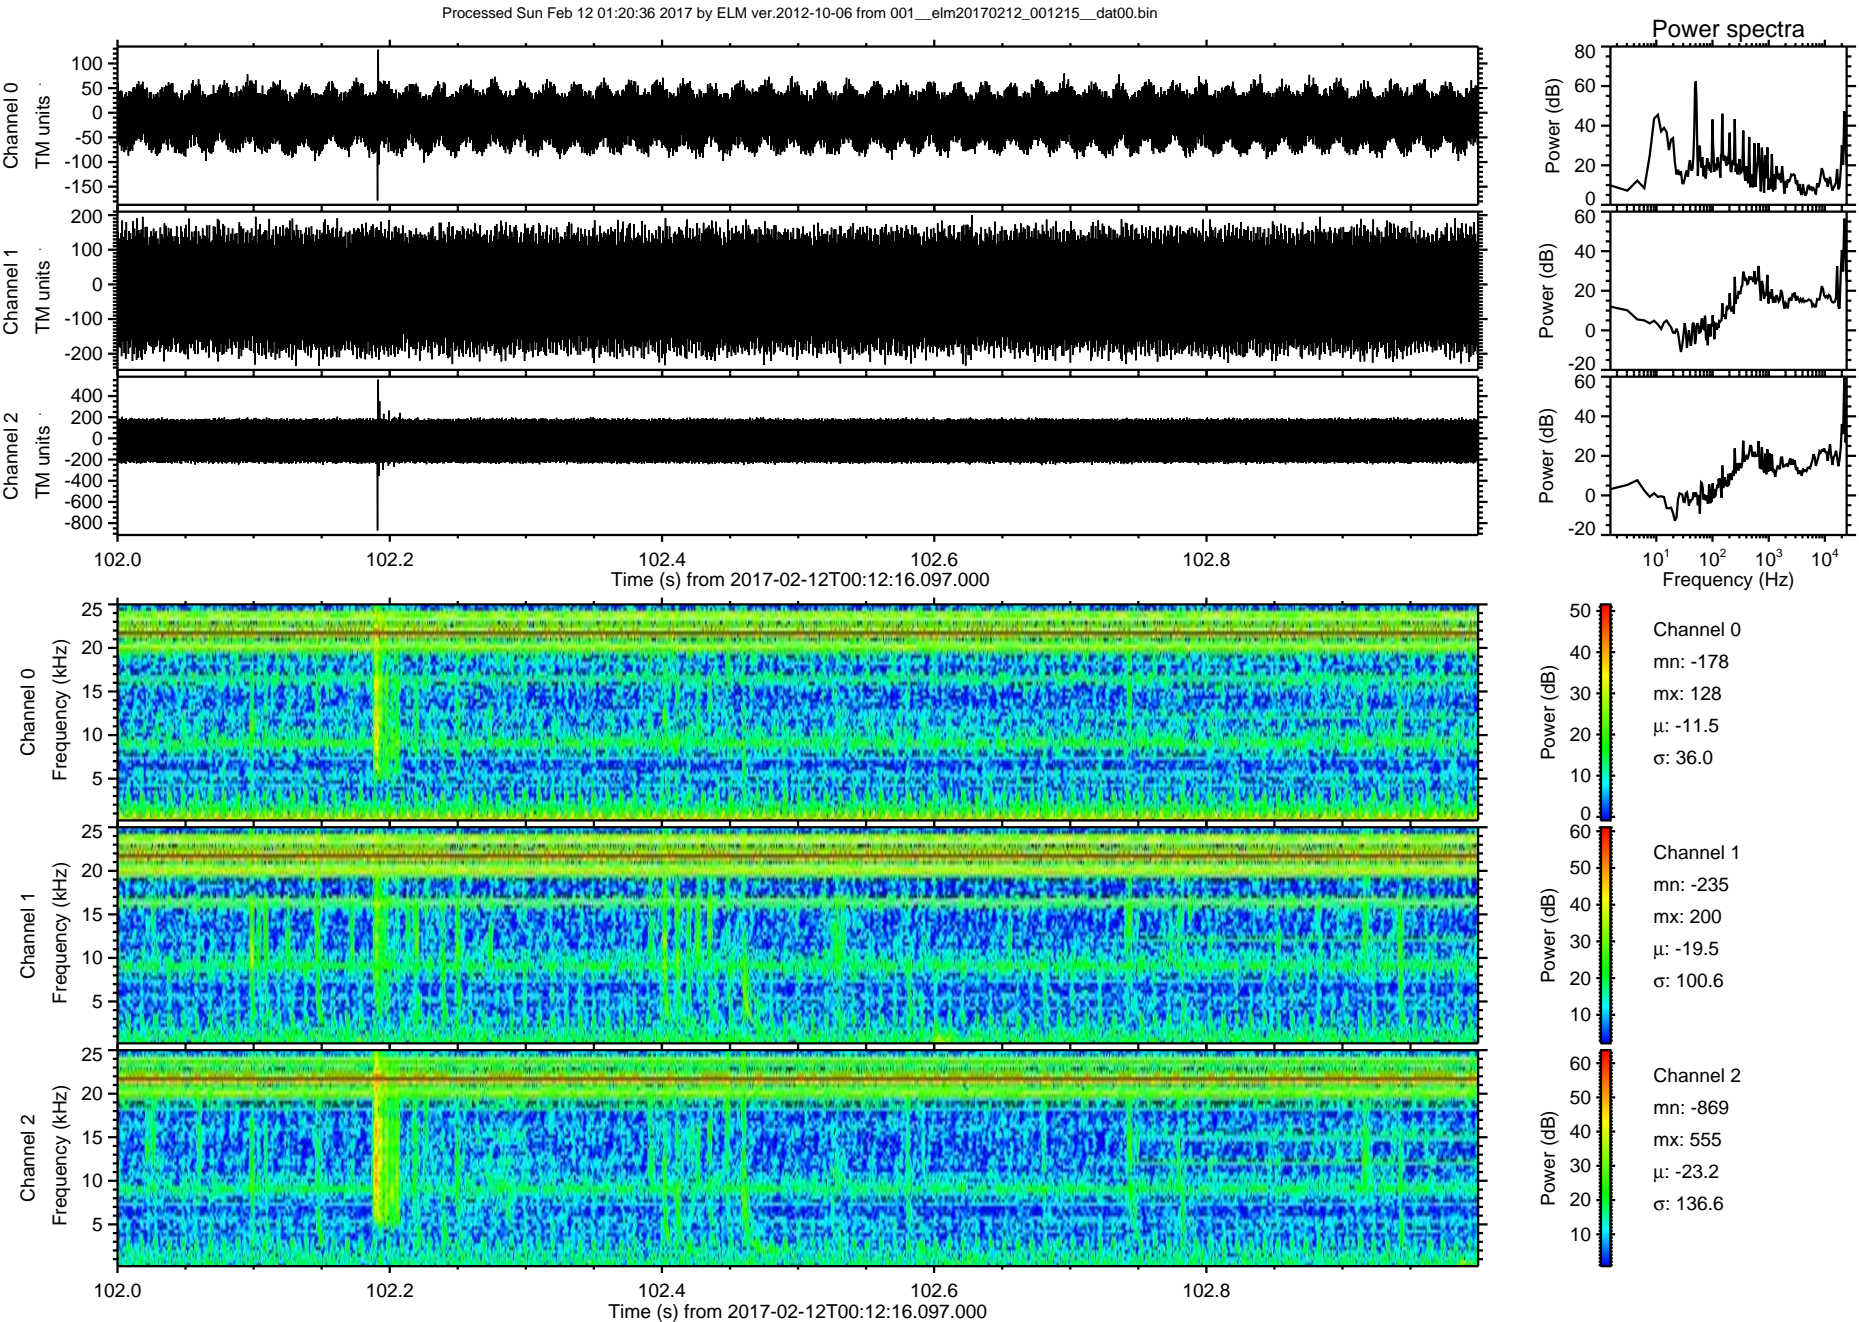 Processed Sun Feb 12 01:20:36 2017 by ELM ver.2012-10-06 from 001__elm20170212_001215__dat00.bin
Power spectra
Channel 0
TM units
100
50
0
-50
-100
-150
Power (dB)
80
60
40
20
0
Channel 1
TM units
200
100
0
-100
-200
Power (dB)
60
40
20
0
-20
Channel 2
TM units
400
200
0
-200
-400
-600
-800
Power (dB)
60
40
20
0
-20
102.0 102.2 102.4 102.6 102.8
Time (s) from 2017-02-12T00:12:16.097.000
10¹ 10² 10³ 10⁴
Frequency (Hz)
Channel 0
Frequency (kHz)
25
20
15
10
5
Power (dB)
50
40
30
20
10
0
Channel 0
mn: -178
mx: 128
μ: -11.5
σ: 36.0
Channel 1
Frequency (kHz)
25
20
15
10
5
Power (dB)
60
50
40
30
20
10
Channel 1
mn: -235
mx: 200
μ: -19.5
σ: 100.6
Channel 2
Frequency (kHz)
25
20
15
10
5
Power (dB)
60
50
40
30
20
10
Channel 2
mn: -869
mx: 555
μ: -23.2
σ: 136.6
102.0 102.2 102.4 102.6 102.8
Time (s) from 2017-02-12T00:12:16.097.000